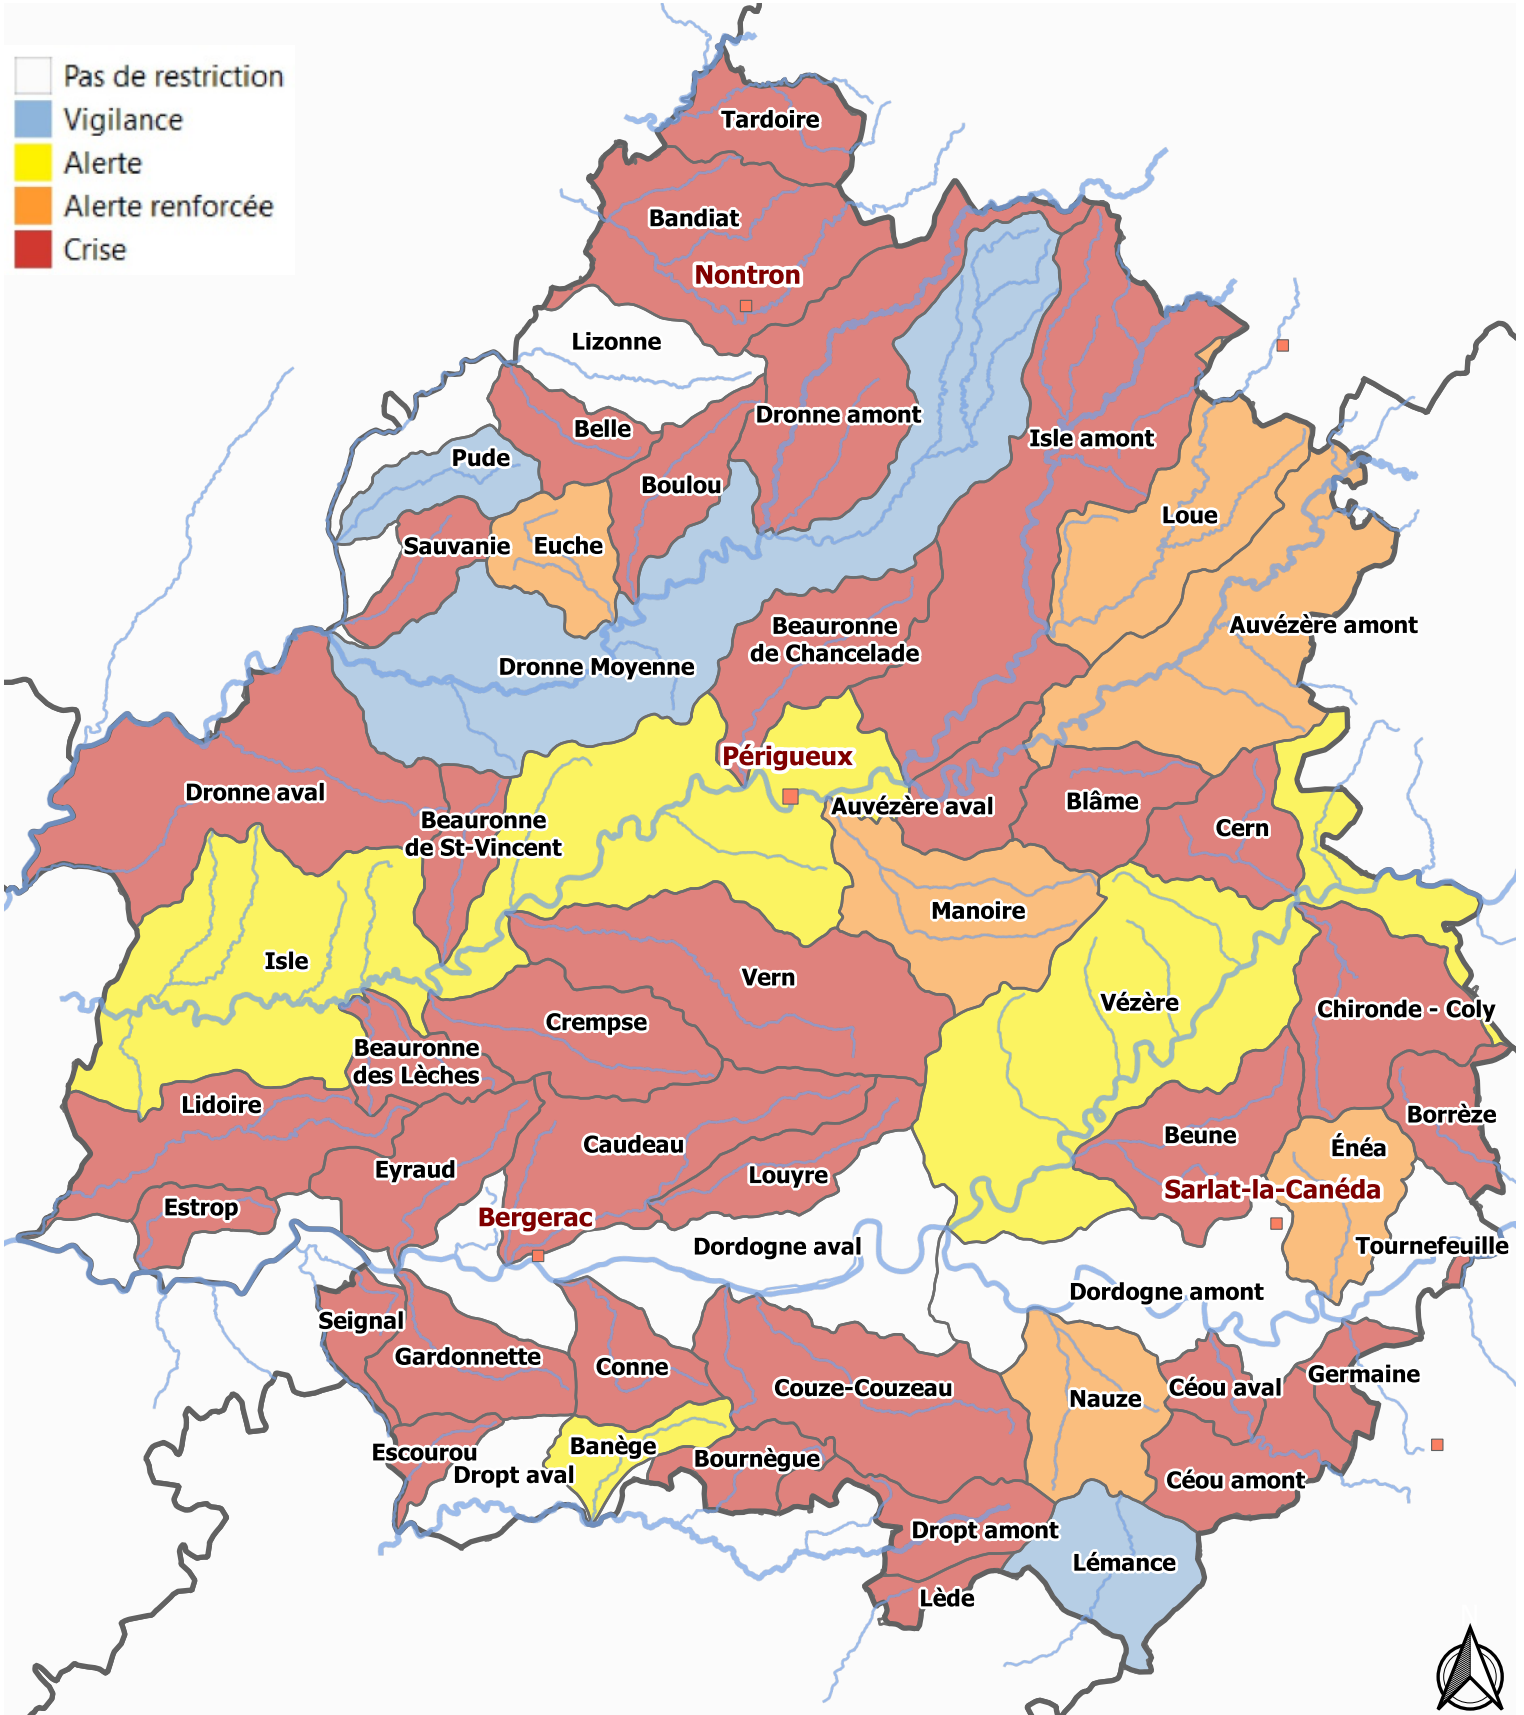 Pas de restriction
Vigilance
Alerte
Alerte renforcée
Crise
Tardoire
Bandiat
Nontron
Lizonne
Dronne amont
Belle
Isle amont
Pude
Boulou
Loue
Sauvanie
Euche
Auvézère amont
Beauronne
de Chancelade
Dronne Moyenne
Périgueux
Dronne aval
Auvézère aval
Blâme
Beauronne
de St-Vincent
Cern
Manoire
Isle
Vern
Vézère
Chironde - Coly
Crempse
Beauronne
des Lèches
Lidoire
Borrèze
Beune
Caudeau
Énéa
Eyraud
Louyre
Sarlat-la-Canéda
Estrop
Bergerac
Dordogne aval
Tournefeuille
Dordogne amont
Seignal
Gardonnette
Conne
Germaine
Couze-Couzeau
Céou aval
Nauze
Banège
Escourou
Bournègue
Dropt aval
Céou amont
Dropt amont
Lémance
Lède
N